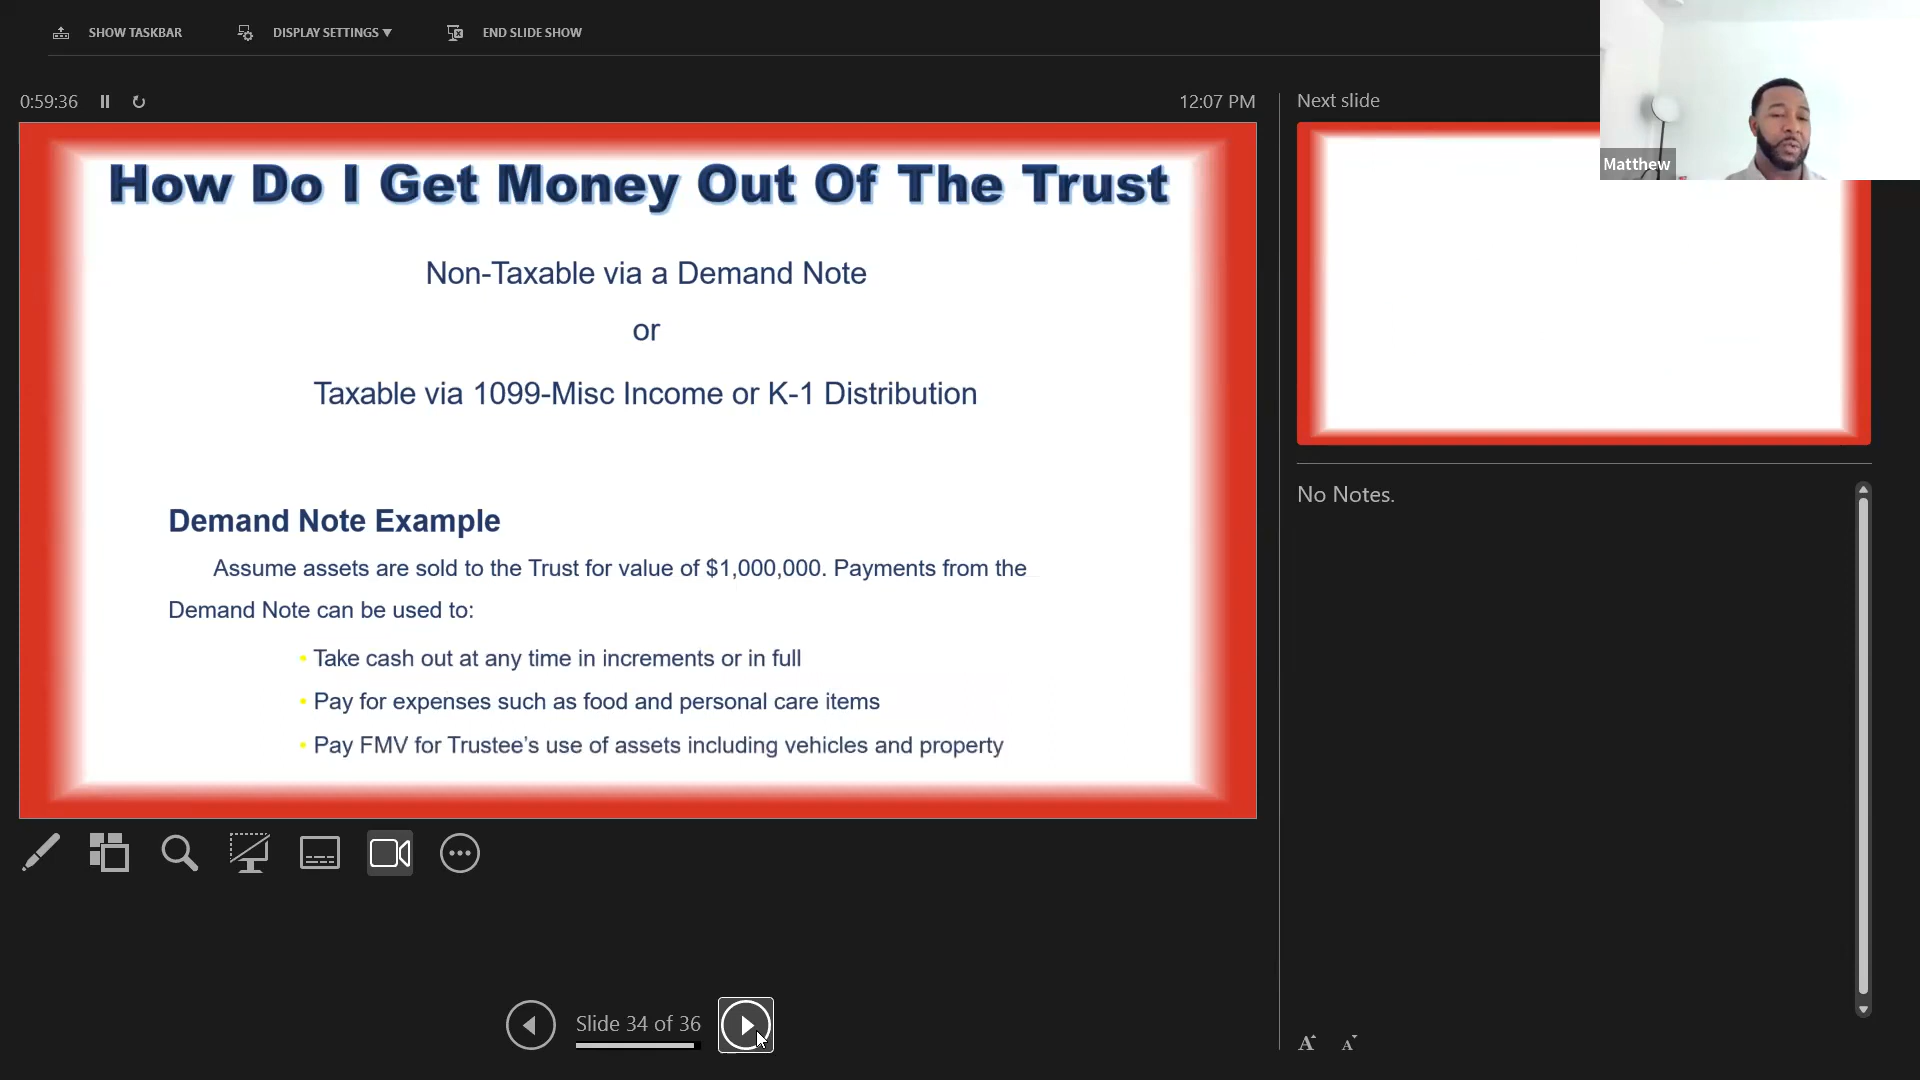 SHOW TASKBAR
DISPLAY SETTINGS ▼
END SLIDE SHOW
0:59:36
12:07 PM
Next slide
Matthew
How Do I Get Money Out Of The Trust
Non-Taxable via a Demand Note
or
Taxable via 1099-Misc Income or K-1 Distribution
Demand Note Example
Assume assets are sold to the Trust for value of $1,000,000. Payments from the
Demand Note can be used to:
• Take cash out at any time in increments or in full
• Pay for expenses such as food and personal care items
• Pay FMV for Trustee’s use of assets including vehicles and property
No Notes.
Slide 34 of 36
A A